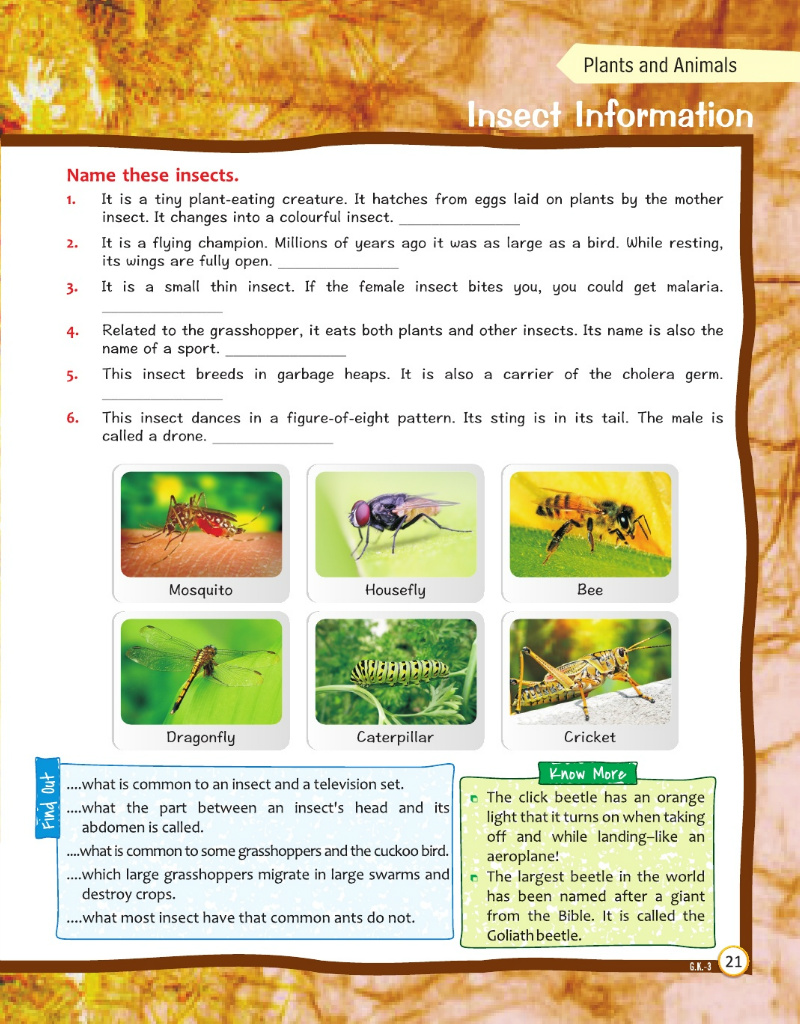 Plants and Animals
Insect Information
Name these insects.
1. It is a tiny plant-eating creature. It hatches from eggs laid on plants by the mother
insect. It changes into a colourful insect. _______________
2. It is a flying champion. Millions of years ago it was as large as a bird. While resting,
its wings are fully open. _______________
3. It is a small thin insect. If the female insect bites you, you could get malaria.
_______________
4. Related to the grasshopper, it eats both plants and other insects. Its name is also the
name of a sport. _______________
5. This insect breeds in garbage heaps. It is also a carrier of the cholera germ.
_______________
6. This insect dances in a figure-of-eight pattern. Its sting is in its tail. The male is
called a drone. _______________
Mosquito
Housefly
Bee
Dragonfly
Caterpillar
Cricket
Find Out
....what is common to an insect and a television set.
....what the part between an insect's head and its
abdomen is called.
....what is common to some grasshoppers and the cuckoo bird.
....which large grasshoppers migrate in large swarms and
destroy crops.
....what most insect have that common ants do not.
Know More
The click beetle has an orange
light that it turns on when taking
off and while landing–like an
aeroplane!
The largest beetle in the world
has been named after a giant
from the Bible. It is called the
Goliath beetle.
G.K.-3
21